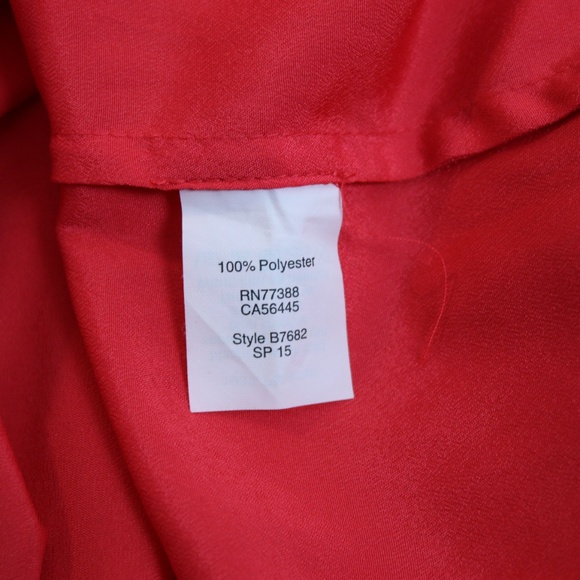 100% Polyester
RN77388
CA56445
Style B7682
SP 15